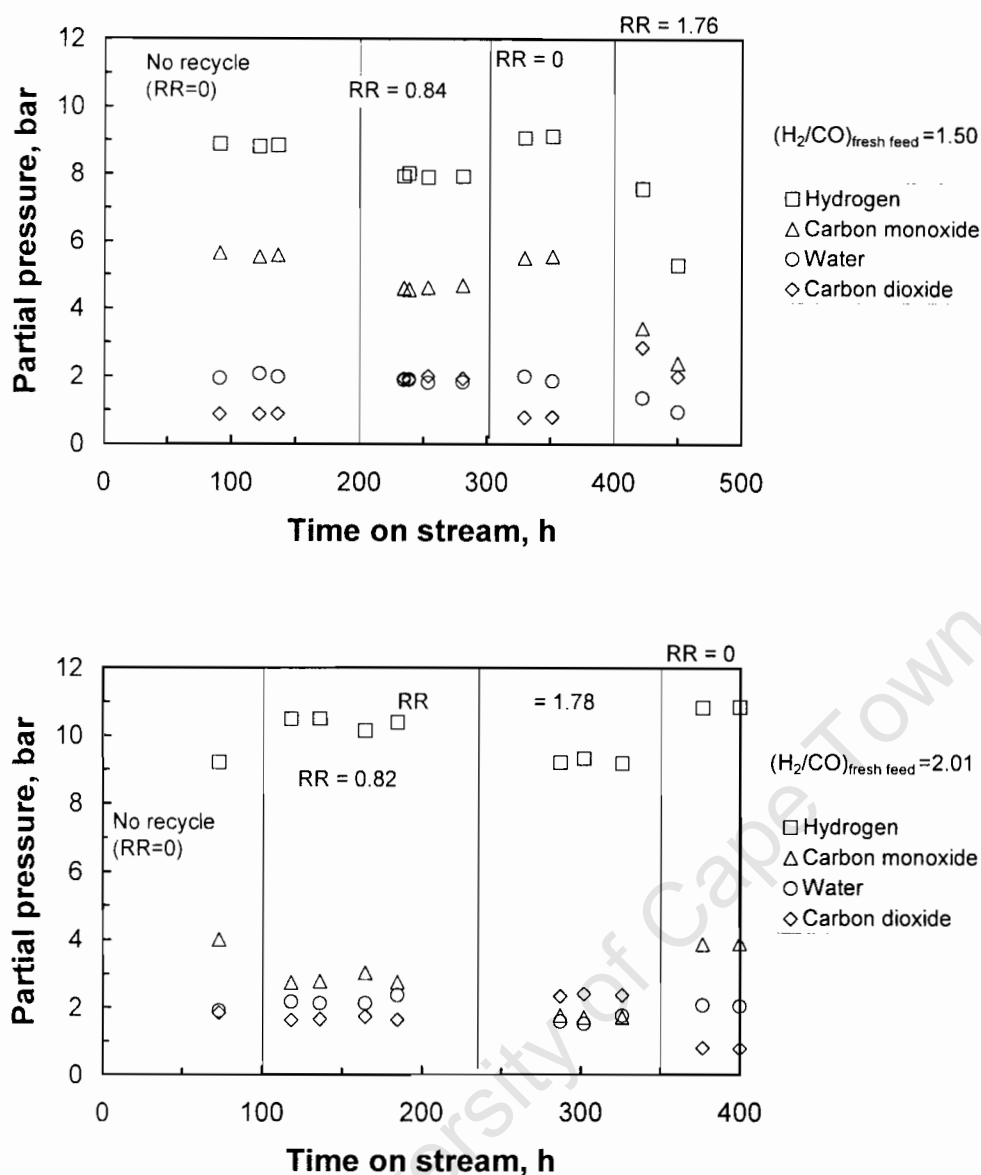 RR = 1.76
12
No recycle
(RR=0)
RR = 0
RR = 0.84
10
8
6
4
2
0
Partial pressure, bar
0 100 200 300 400 500
Time on stream, h
(H₂/CO)fresh feed =1.50
Hydrogen
Carbon monoxide
Water
Carbon dioxide
RR = 0
12
RR = 1.78
10
RR = 0.82
8
No recycle
(RR=0)
6
4
2
0
Partial pressure, bar
0 100 200 300 400
Time on stream, h
(H₂/CO)fresh feed =2.01
Hydrogen
Carbon monoxide
Water
Carbon dioxide
ersity of Cape Town